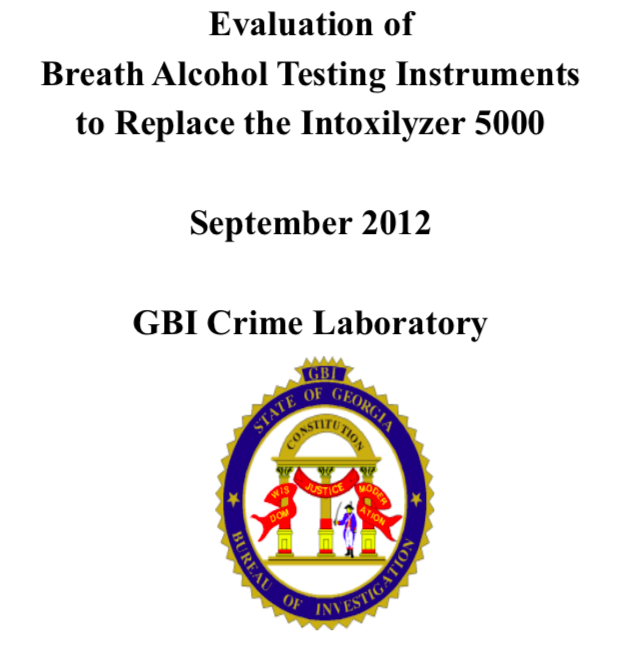 Evaluation of
Breath Alcohol Testing Instruments
to Replace the Intoxilyzer 5000
September 2012
GBI Crime Laboratory
GBI
STATE OF GEORGIA
CONSTITUTION
WIS JUSTICE MODER
DOM ATION
BUREAU OF INVESTIGATION